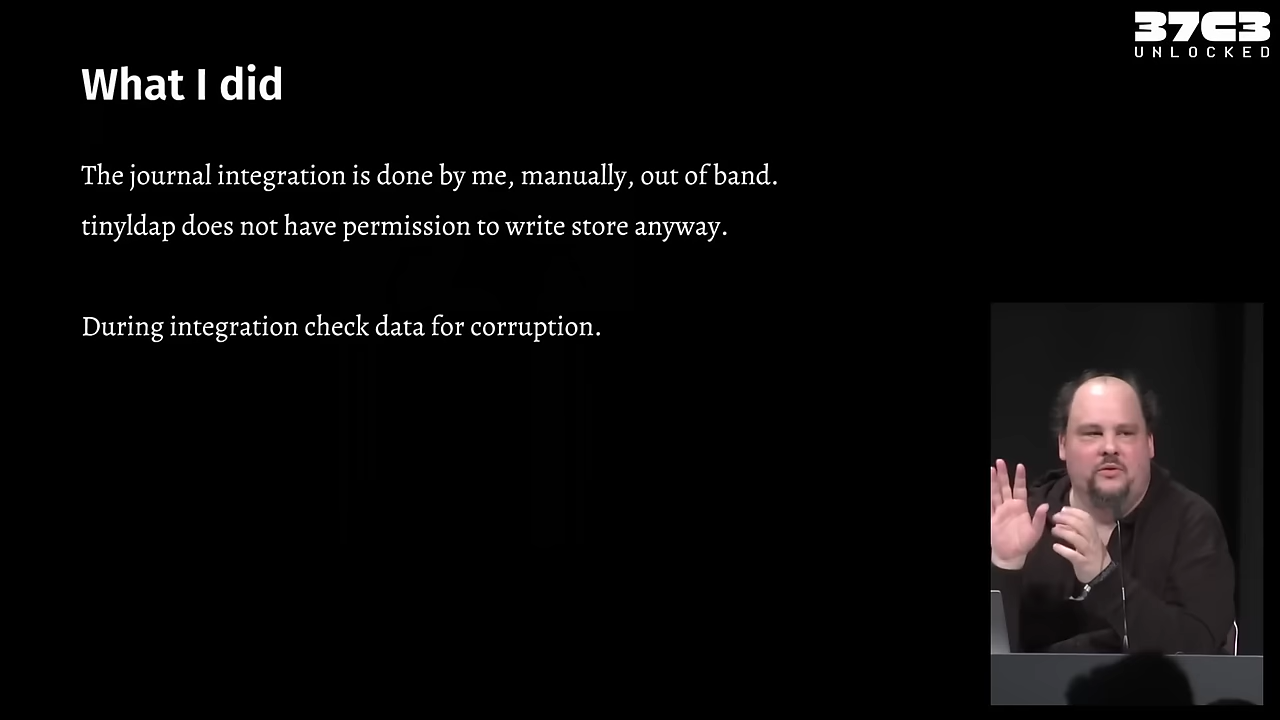 37C3
UNLOCKED
What I did
The journal integration is done by me, manually, out of band.
tinyldap does not have permission to write store anyway.
During integration check data for corruption.